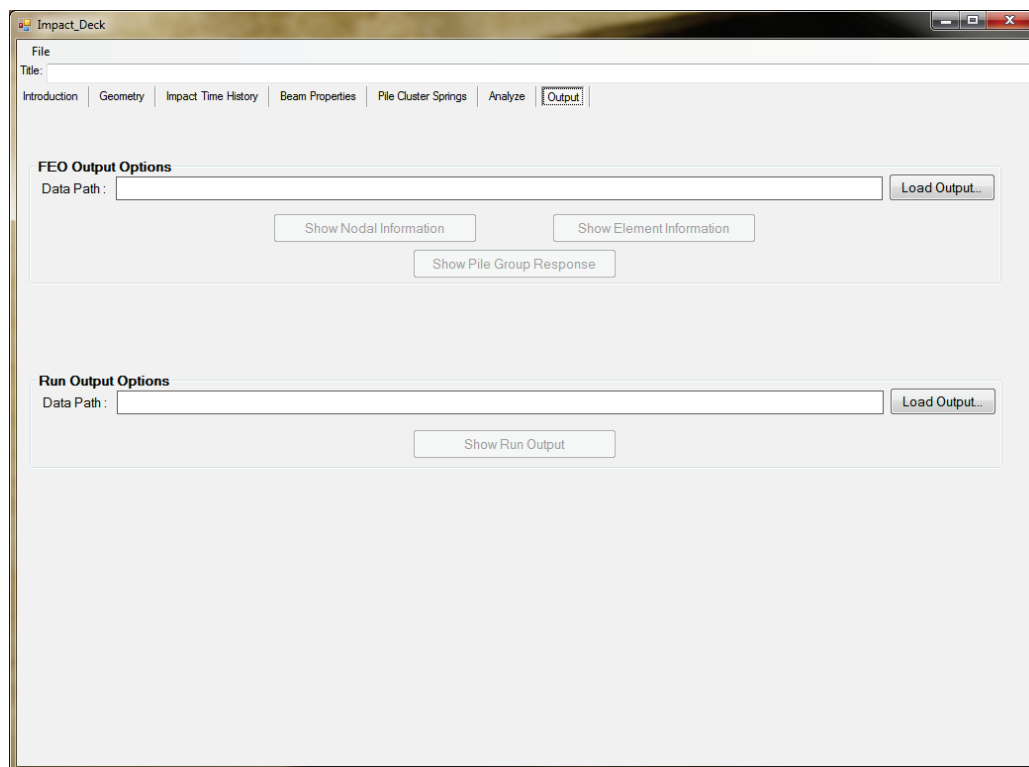 Impact_Deck
File
Title:
Introduction Geometry Impact Time History Beam Properties Pile Cluster Springs Analyze Output
FEO Output Options
Data Path : Load Output...
Show Nodal Information Show Element Information
Show Pile Group Response
Run Output Options
Data Path : Load Output...
Show Run Output